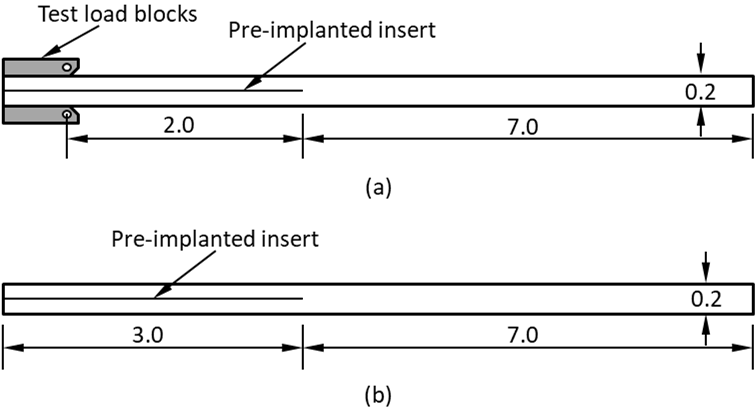 Test load blocks
Pre-implanted insert
0.2
2.0
7.0
(a)
Pre-implanted insert
0.2
3.0
7.0
(b)